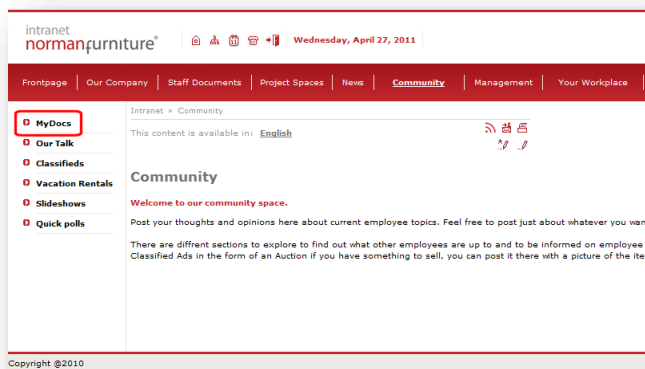 intranet
normanfurniture®
Wednesday, April 27, 2011
Frontpage Our Company Staff Documents Project Spaces News Community Management Your Workplace
MyDocs
Our Talk
Classifieds
Vacation Rentals
Slideshows
Quick polls
Intranet > Community
This content is available in: English
Community
Welcome to our community space.
Post your thoughts and opinions here about current employee topics. Feel free to post just about whatever you wan
There are diffrent sections to explore to find out what other employees are up to and to be informed on employee
Classified Ads in the form of an Auction if you have something to sell, you can post it there with a picture of the ite
Copyright @2010